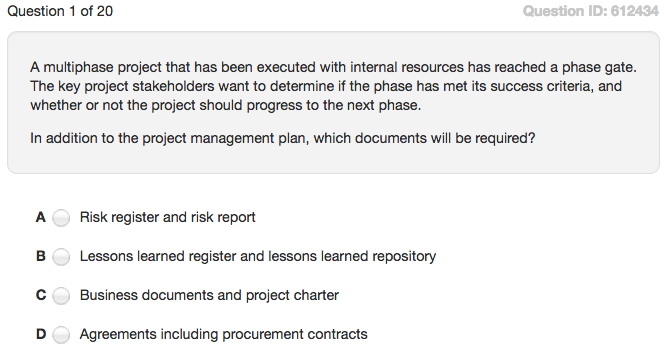 Question 1 of 20
Question ID: 612434
A multiphase project that has been executed with internal resources has reached a phase gate.
The key project stakeholders want to determine if the phase has met its success criteria, and
whether or not the project should progress to the next phase.
In addition to the project management plan, which documents will be required?
A Risk register and risk report
B Lessons learned register and lessons learned repository
C Business documents and project charter
D Agreements including procurement contracts